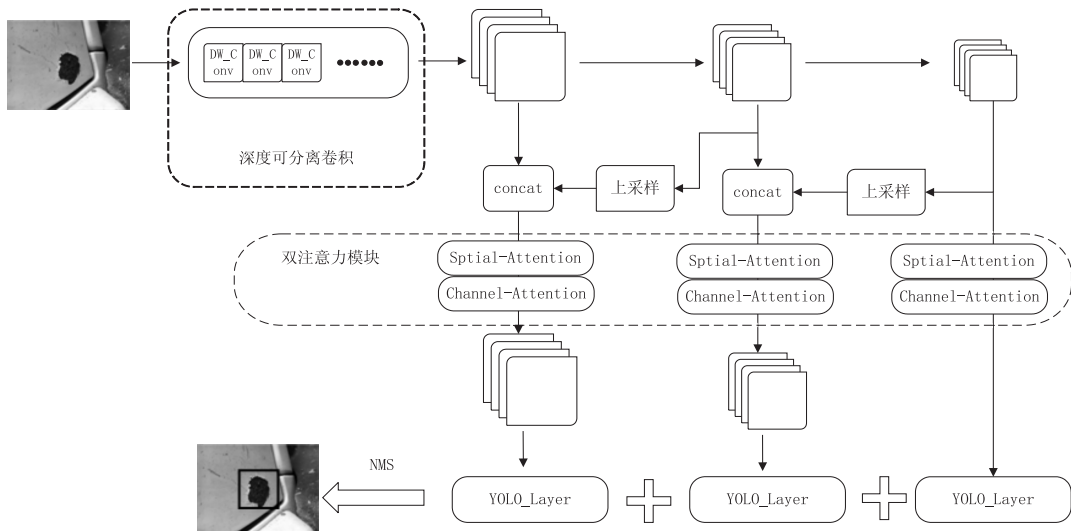 DW_C
onv
DW_C
onv
DW_C
onv
••••••
深度可分离卷积
concat
上采样
concat
上采样
双注意力模块
Sptial-Attention
Channel-Attention
Sptial-Attention
Channel-Attention
Sptial-Attention
Channel-Attention
NMS
YOLO_Layer
YOLO_Layer
YOLO_Layer